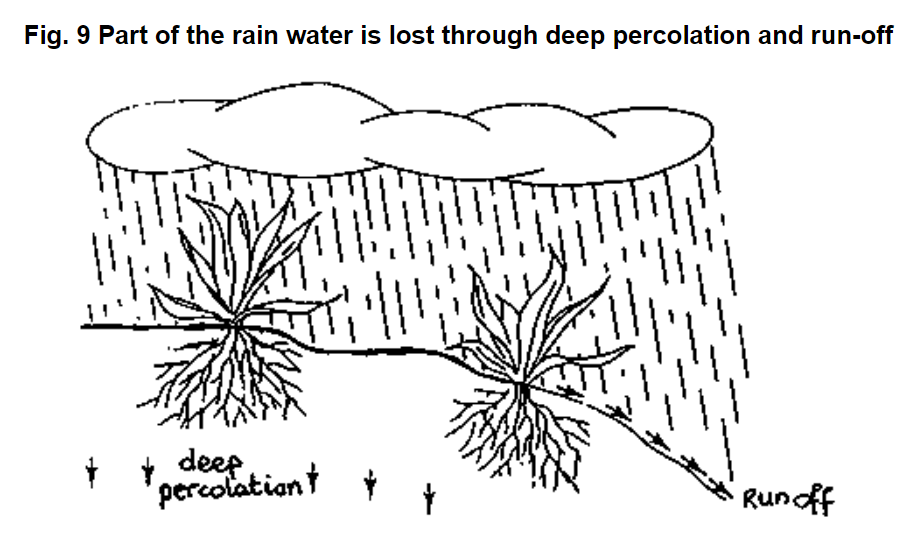 Fig. 9 Part of the rain water is lost through deep percolation and run-off
deep
percolation
Run off